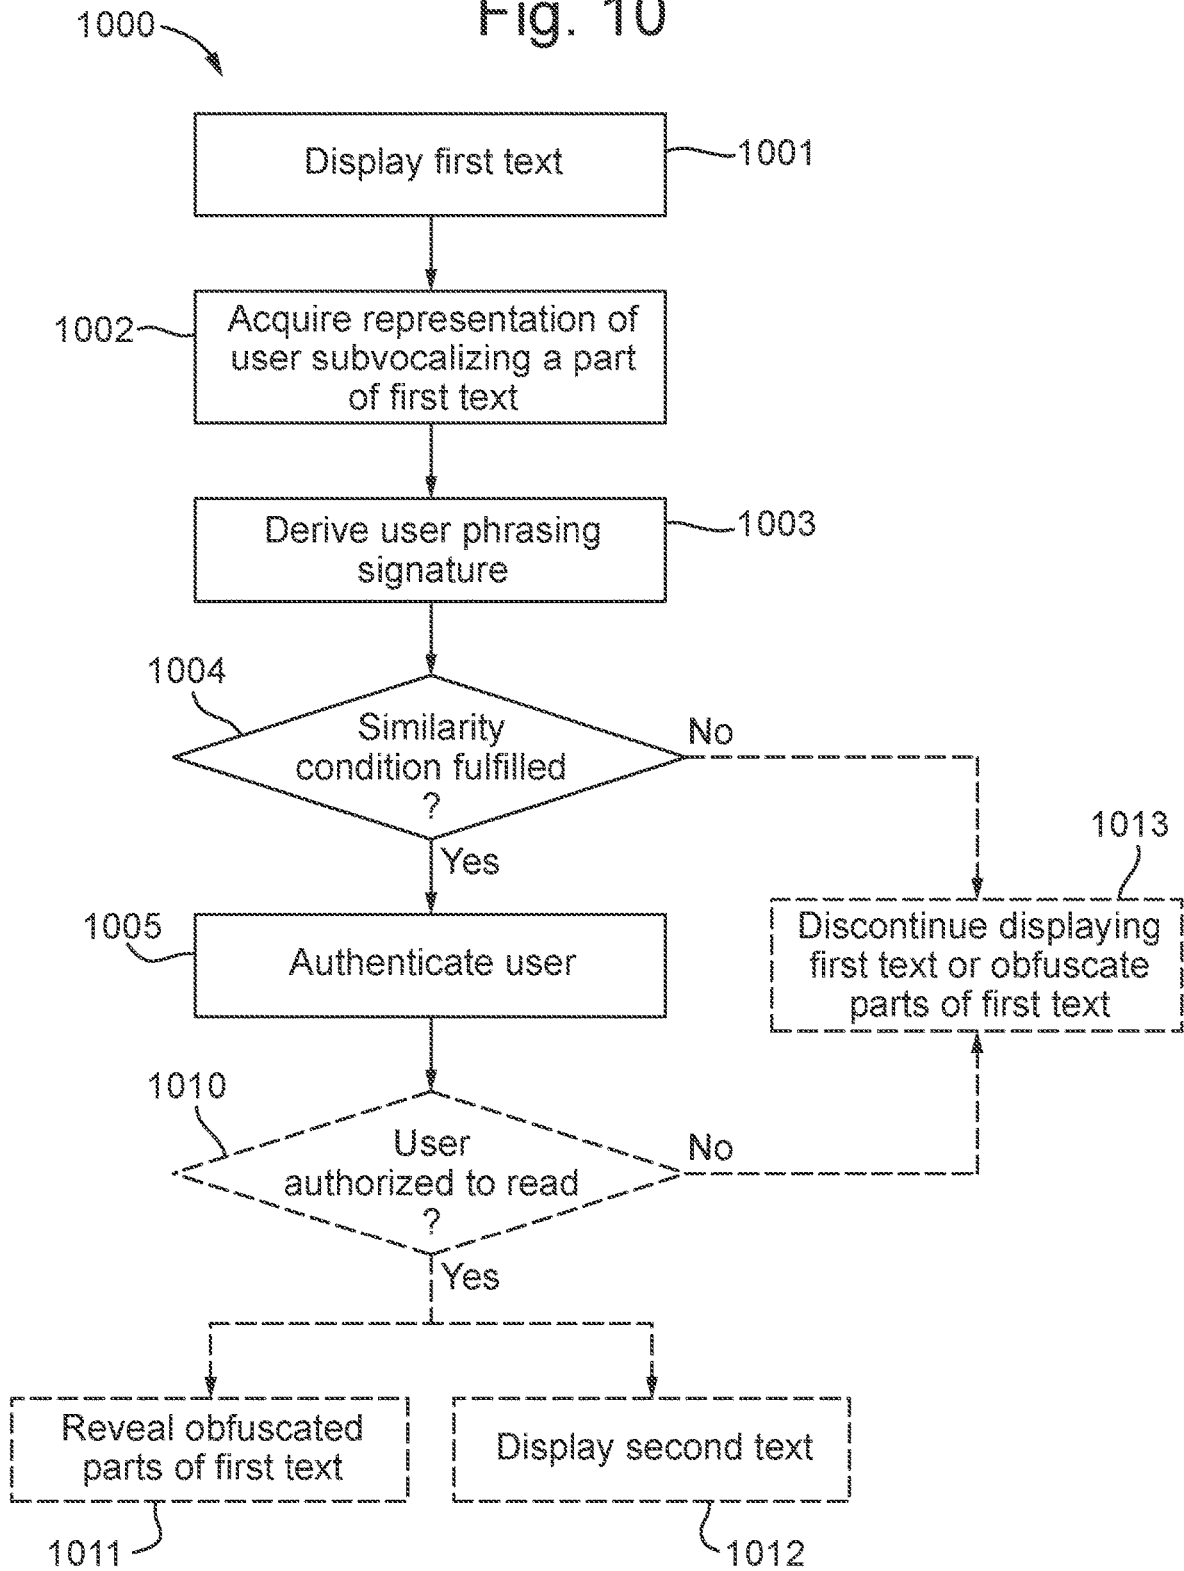 Fig. 10
1000
Display first text
1001
1002
Acquire representation of
user subvocalizing a part
of first text
Derive user phrasing
signature
1003
1004
Similarity
condition fulfilled
?
No
Yes
1013
1005
Authenticate user
Discontinue displaying
first text or obfuscate
parts of first text
1010
User
authorized to read
?
No
Yes
Reveal obfuscated
parts of first text
Display second text
1011
1012